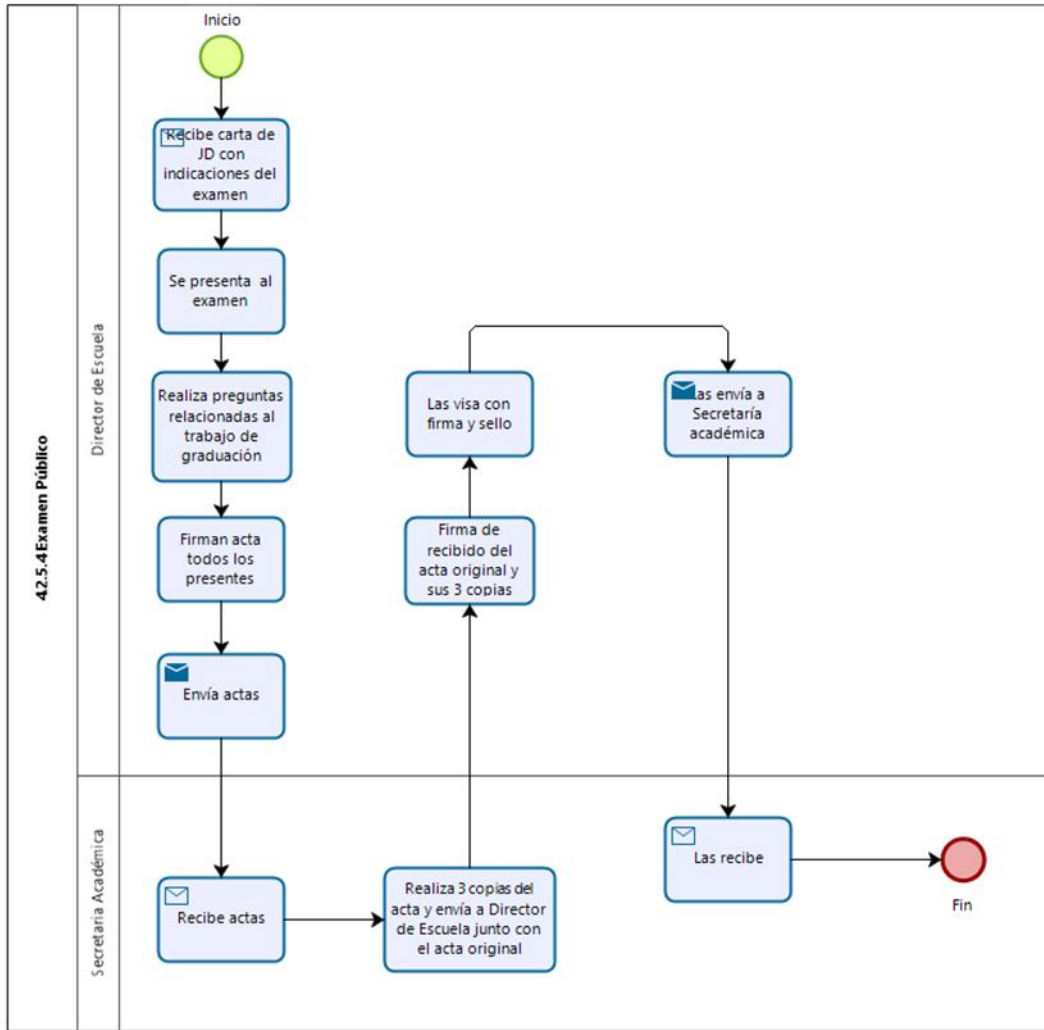 42.5.4Examen Público
Director de Escuela
Inicio
Recibe carta de
JD con
indicaciones del
examen
Se presenta al
examen
Realiza preguntas
relacionadas al
trabajo de
graduación
Firman acta
todos los
presentes
Envía actas
Las visa con
firma y sello
Firma de
recibido del
acta original y
sus 3 copias
Las envía a
Secretaría
académica
Secretaria Académica
Recibe actas
Realiza 3 copias del
acta y envía a Director
de Escuela junto con
el acta original
Las recibe
Fin